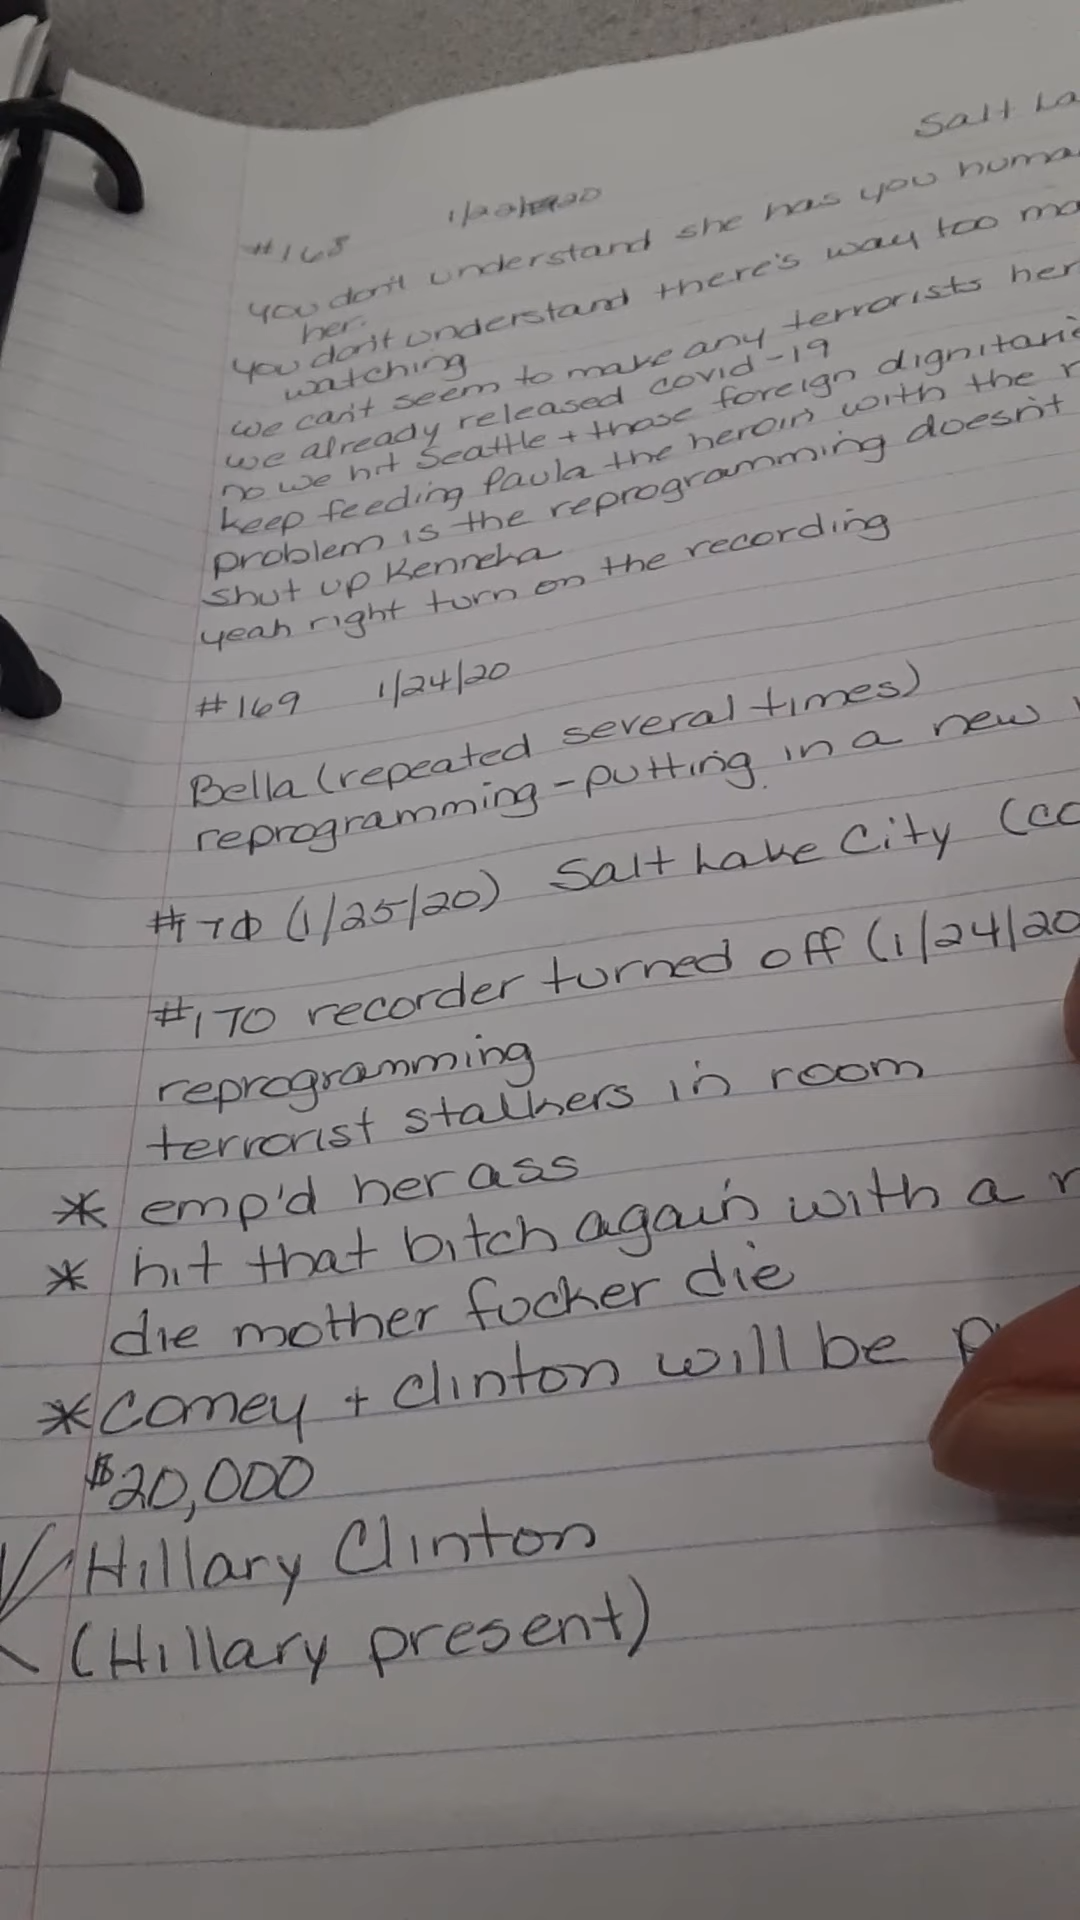 Salt La
#168
you don't understand she has you huma
her.
you don't understand there's way too ma
watching
we can't seem to make any terrorists her
we already released covid-19
no we hit Seattle + those foreign dignitarie
keep feeding Paula the heroin with the r
problem is the reprogramming doesn't
shut up Kenneha
yeah right turn on the recording
#169 1/24/20
Bella (repeated several times)
reprogramming - putting in a new
(1/25/20) Salt Lake City (co
#170 recorder turned off (1/24/20
reprogramming
terrorist stalkers in room
* emp'd her ass
* hit that bitch again with a r
die mother fucker die
* Comey + Clinton will be p
$20,000
Hillary Clinton
(Hillary present)